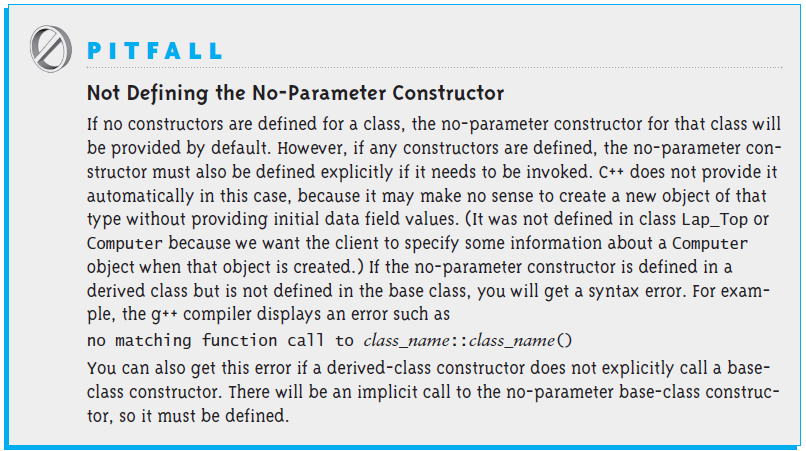 PITFALL
Not Defining the No-Parameter Constructor
If no constructors are defined for a class, the no-parameter constructor for that class will
be provided by default. However, if any constructors are defined, the no-parameter con-
structor must also be defined explicitly if it needs to be invoked. C++ does not provide it
automatically in this case, because it may make no sense to create a new object of that
type without providing initial data field values. (It was not defined in class Lap_Top or
Computer because we want the client to specify some information about a Computer
object when that object is created.) If the no-parameter constructor is defined in a
derived class but is not defined in the base class, you will get a syntax error. For exam-
ple, the g++ compiler displays an error such as
no matching function call to class_name::class_name()
You can also get this error if a derived-class constructor does not explicitly call a base-
class constructor. There will be an implicit call to the no-parameter base-class construc-
tor, so it must be defined.